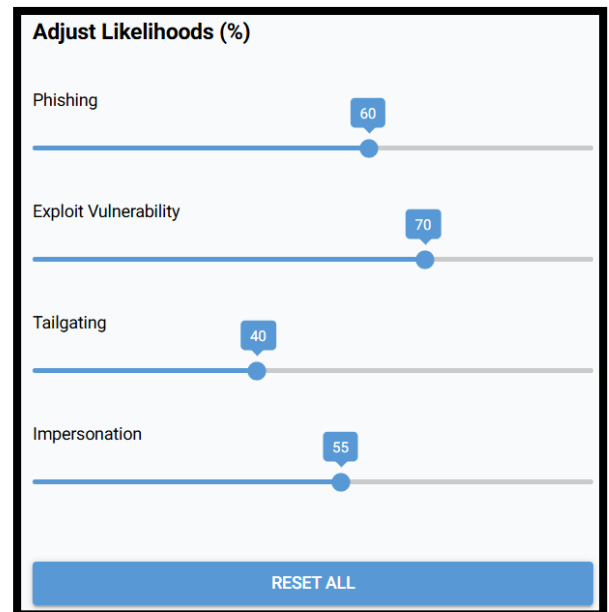 Adjust Likelihoods (%)
Phishing
60
Exploit Vulnerability
70
Tailgating
40
Impersonation
55
RESET ALL